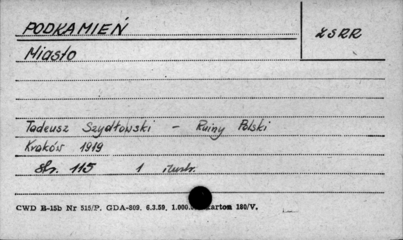 PODKAMIEŃ
ZSRR
Miasto
Tadeusz Szydłowski - Ruiny Polski
Kraków 1919
Str. 115 1 ilustr.
CWD B-15b Nr 515/P. GDA-809. 6.3.59. 1.000. Karton 180/V.